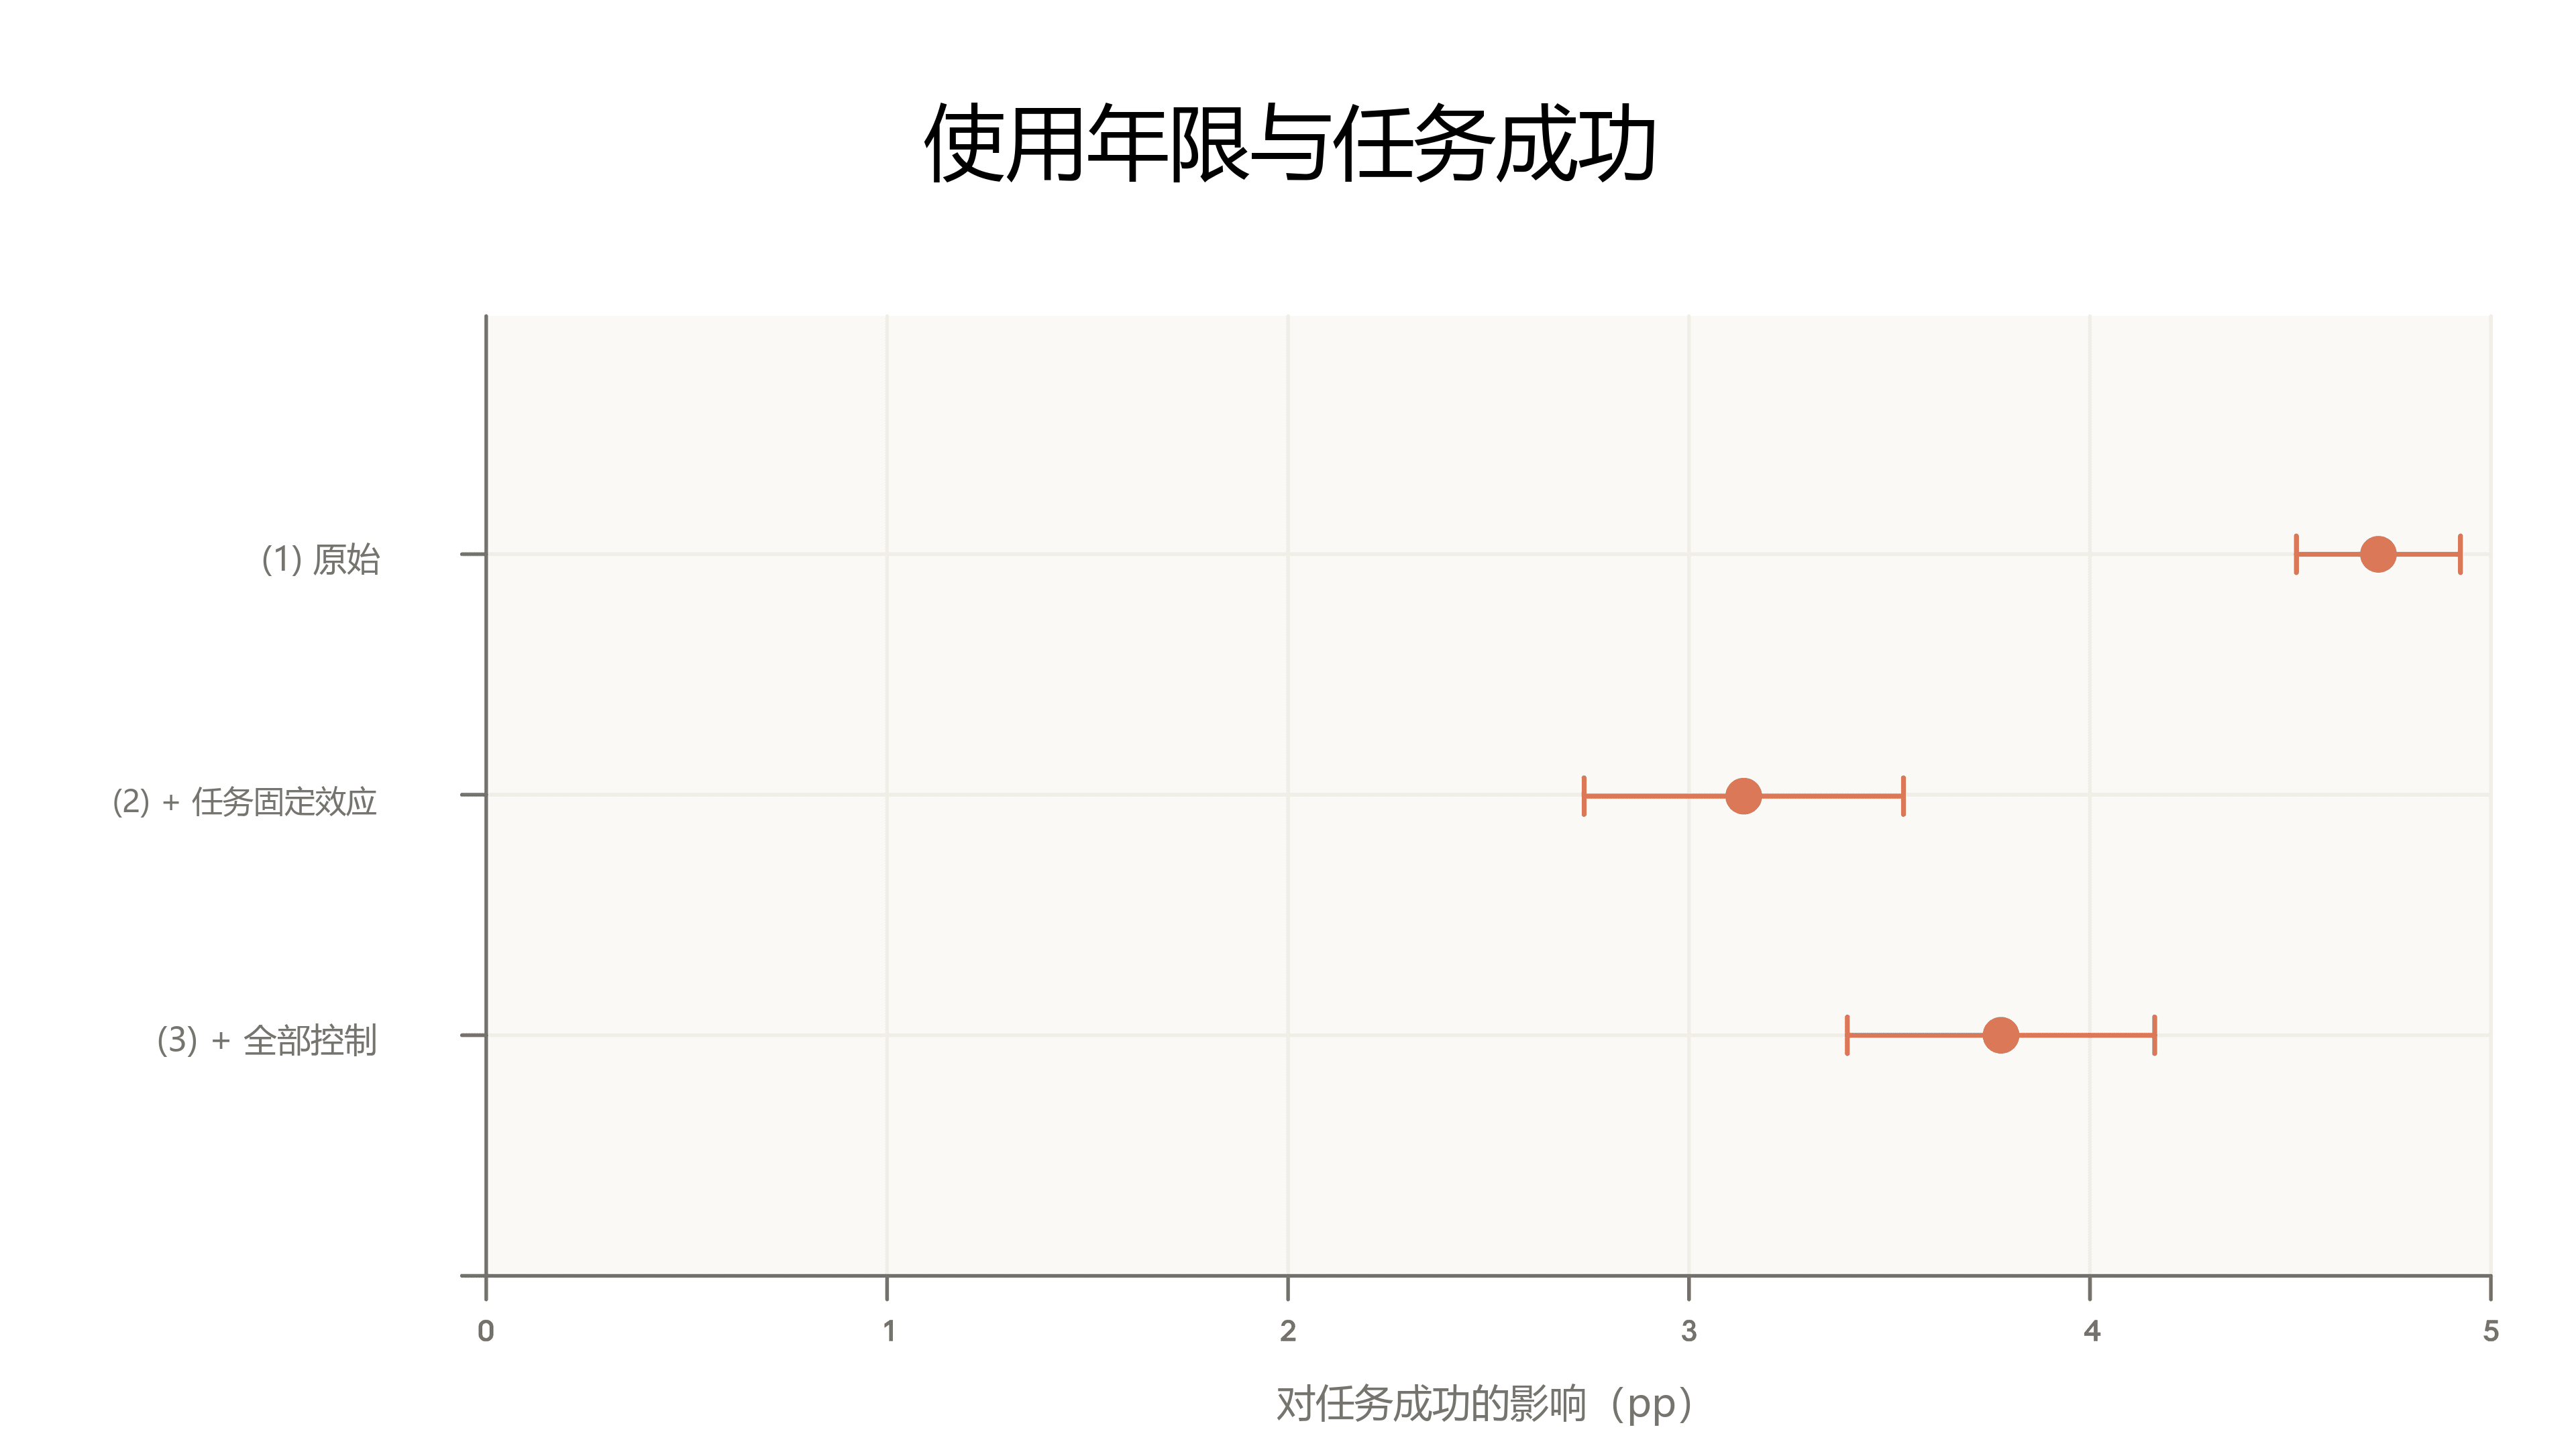 使用年限与任务成功
(1) 原始
(2) + 任务固定效应
(3) + 全部控制
0 1 2 3 4 5
对任务成功的影响（pp）